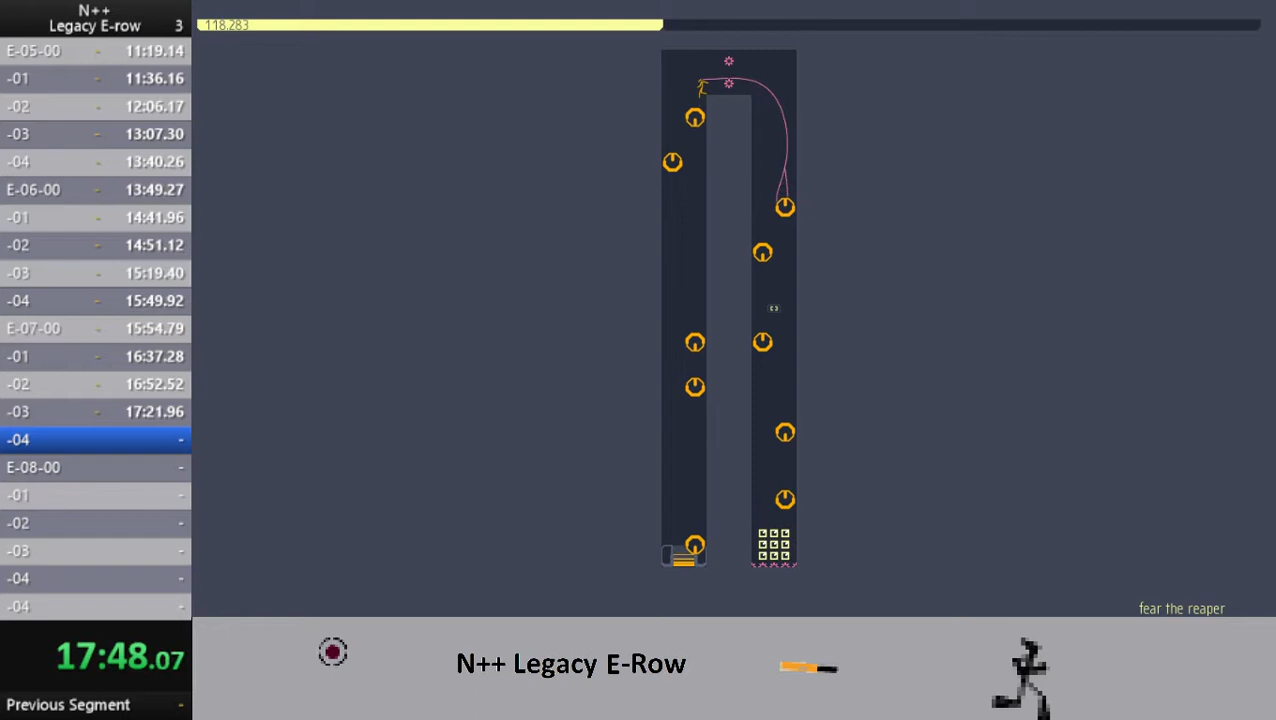 N++
Legacy E-row 3
118.283
E-05-00 - 11:19.14
-01 - 11:36.16
-02 - 12:06.17
-03 - 13:07.30
-04 - 13:40.26
E-06-00 - 13:49.27
-01 - 14:41.96
-02 - 14:51.12
-03 - 15:19.40
-04 - 15:49.92
E-07-00 - 15:54.79
-01 - 16:37.28
-02 - 16:52.52
-03 - 17:21.96
-04 -
E-08-00 -
-01 -
-02 -
-03 -
-04 -
-04 -
fear the reaper
17:48.07
N++ Legacy E-Row
Previous Segment -